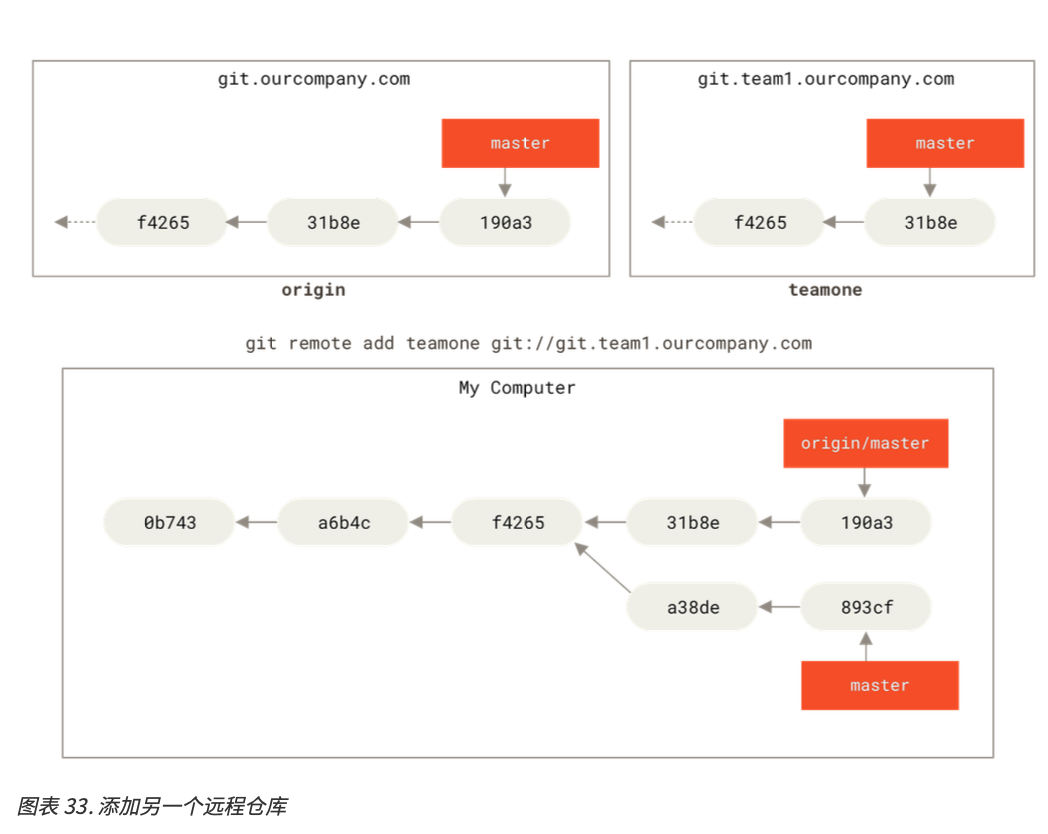 git.ourcompany.com
master
f4265
31b8e
190a3
origin
git.team1.ourcompany.com
master
f4265
31b8e
teamone
git remote add teamone git://git.team1.ourcompany.com
My Computer
origin/master
0b743
a6b4c
f4265
31b8e
190a3
a38de
893cf
master
图表 33. 添加另一个远程仓库